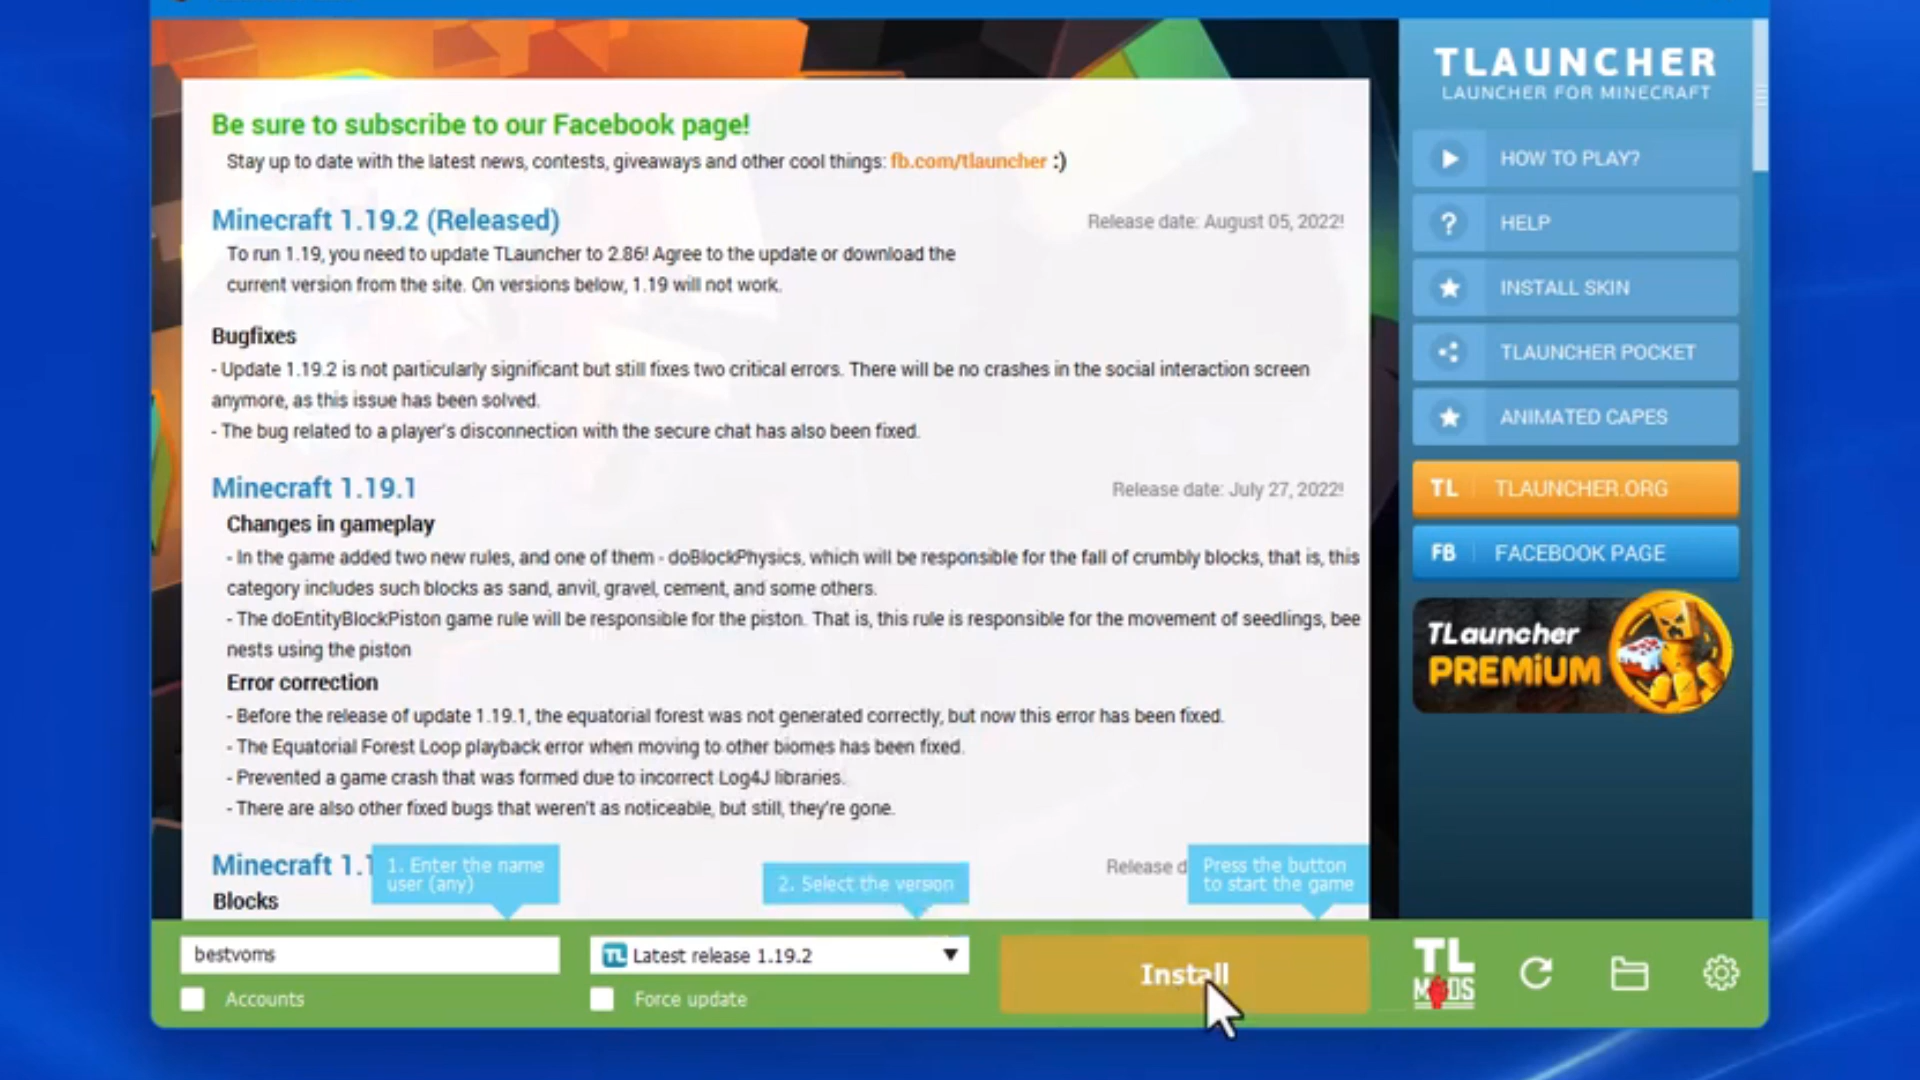 TLAUNCHER
LAUNCHER FOR MINECRAFT
Be sure to subscribe to our Facebook page!
Stay up to date with the latest news, contests, giveaways and other cool things: fb.com/tlauncher :)
Minecraft 1.19.2 (Released)
Release date: August 05, 2022!
To run 1.19, you need to update TLauncher to 2.86! Agree to the update or download the
current version from the site. On versions below, 1.19 will not work.
Bugfixes
- Update 1.19.2 is not particularly significant but still fixes two critical errors. There will be no crashes in the social interaction screen
anymore, as this issue has been solved.
- The bug related to a player's disconnection with the secure chat has also been fixed.
Minecraft 1.19.1
Release date: July 27, 2022!
Changes in gameplay
- In the game added two new rules, and one of them - doBlockPhysics, which will be responsible for the fall of crumbly blocks, that is, this
category includes such blocks as sand, anvil, gravel, cement, and some others.
- The doEntityBlockPiston game rule will be responsible for the piston. That is, this rule is responsible for the movement of seedlings, bee
nests using the piston
Error correction
- Before the release of update 1.19.1, the equatorial forest was not generated correctly, but now this error has been fixed.
- The Equatorial Forest Loop playback error when moving to other biomes has been fixed.
- Prevented a game crash that was formed due to incorrect Log4J libraries.
- There are also other fixed bugs that weren't as noticeable, but still, they're gone.
Minecraft 1.1
Release d
Blocks
1. Enter the name
user (any)
2. Select the version
Press the button
to start the game
HOW TO PLAY?
? HELP
INSTALL SKIN
TLAUNCHER POCKET
ANIMATED CAPES
TL TLAUNCHER.ORG
FB FACEBOOK PAGE
TLauncher
PREMiUM
bestvoms
TL Latest release 1.19.2
Install
Accounts
Force update
TL
MODS